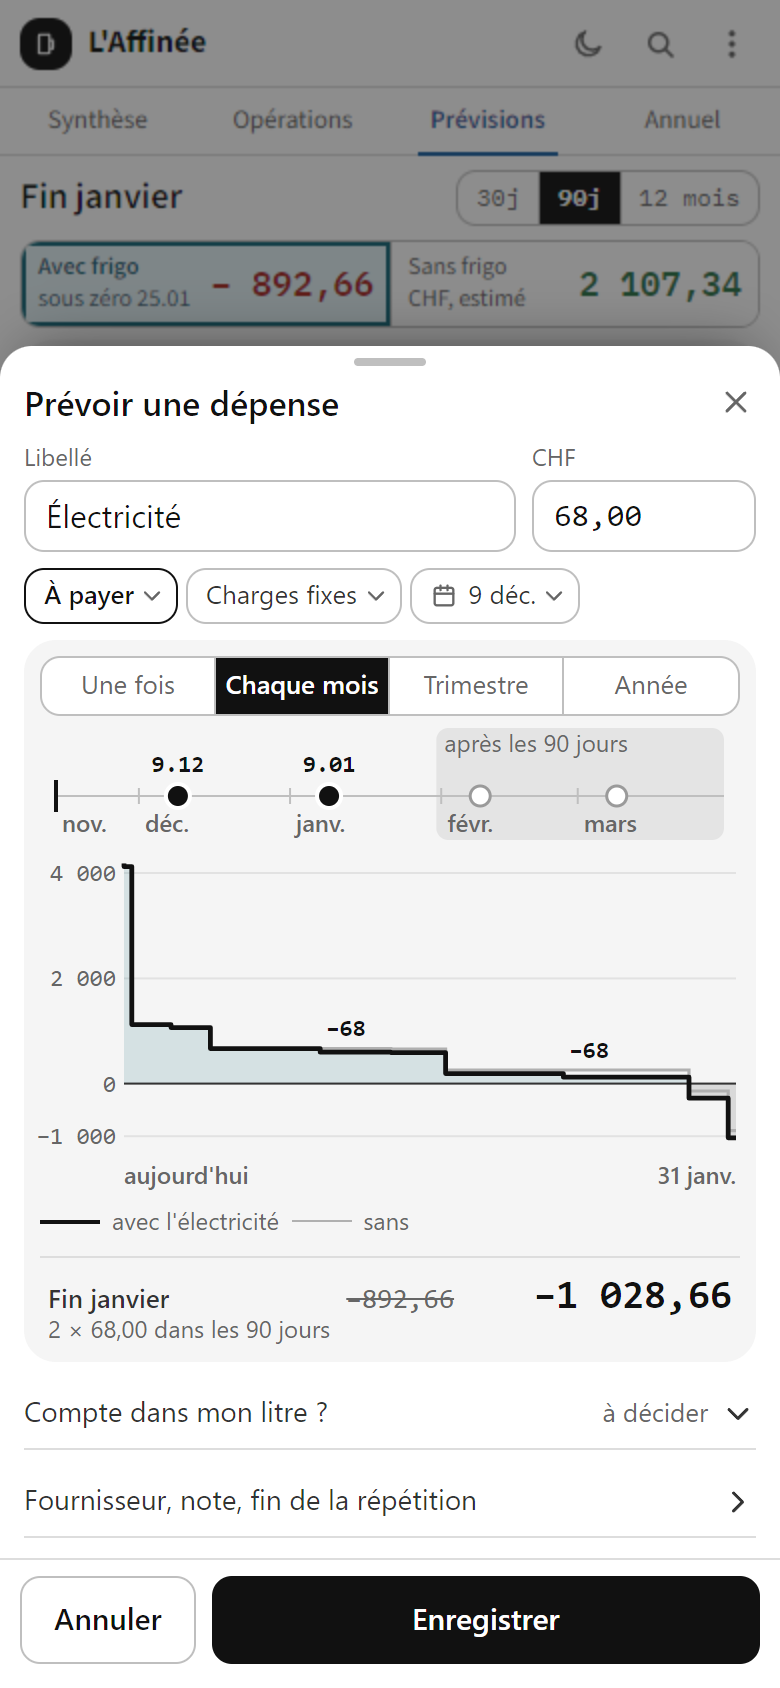 L'Affinée
Synthèse
Opérations
Prévisions
Annuel
Fin janvier
30j
90j
12 mois
Avec frigo
sous zéro 25.01
− 892,66
Sans frigo
CHF, estimé
2 107,34
Prévoir une dépense
Libellé
CHF
Électricité
68,00
À payer
Charges fixes
9 déc.
Une fois
Chaque mois
Trimestre
Année
après les 90 jours
9.12
9.01
nov.
déc.
janv.
févr.
mars
4 000
2 000
−68
−68
0
−1 000
aujourd'hui
31 janv.
avec l'électricité
sans
Fin janvier
−892,66
−1 028,66
2 × 68,00 dans les 90 jours
Compte dans mon litre ?
à décider
Fournisseur, note, fin de la répétition
Annuler
Enregistrer